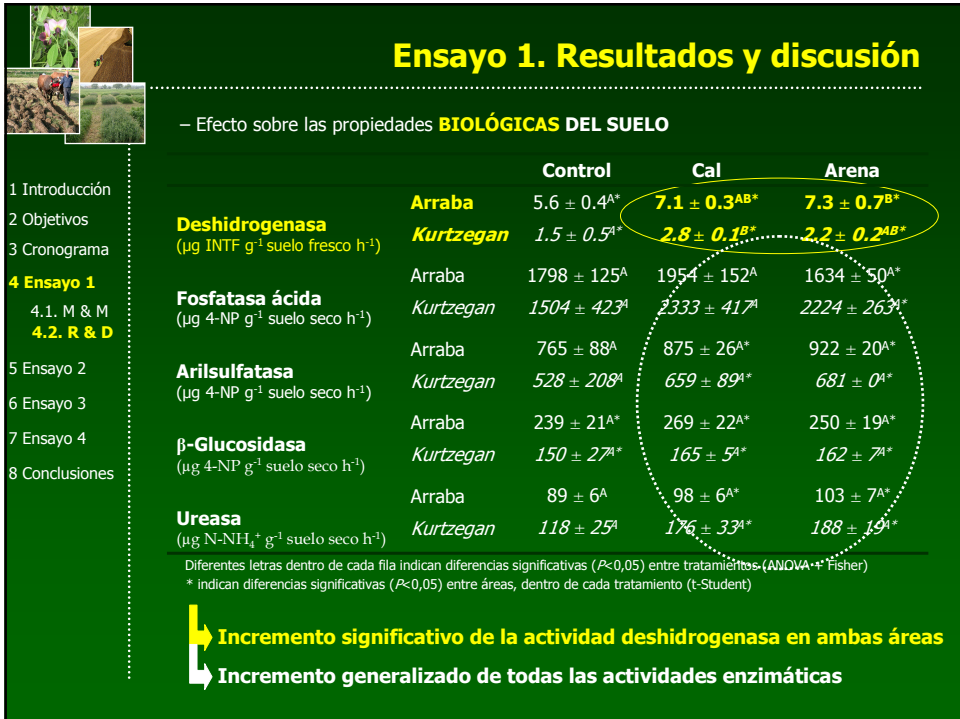 Ensayo 1. Resultados y discusión
– Efecto sobre las propiedades BIOLÓGICAS DEL SUELO
1 Introducción
2 Objetivos
3 Cronograma
4 Ensayo 1
4.1. M & M
4.2. R & D
5 Ensayo 2
6 Ensayo 3
7 Ensayo 4
8 Conclusiones
Control Cal Arena
Deshidrogenasa
(µg INTF g⁻¹ suelo fresco h⁻¹)
Arraba 5.6 ± 0.4ᴬ* 7.1 ± 0.3ᴬᴮ* 7.3 ± 0.7ᴮ*
Kurtzegan 1.5 ± 0.5ᴬ* 2.8 ± 0.1ᴮ* 2.2 ± 0.2ᴬᴮ*
Fosfatasa ácida
(µg 4-NP g⁻¹ suelo seco h⁻¹)
Arraba 1798 ± 125ᴬ 1954 ± 152ᴬ 1634 ± 50ᴬ*
Kurtzegan 1504 ± 423ᴬ 2333 ± 417ᴬ 2224 ± 263ᴬ*
Arilsulfatasa
(µg 4-NP g⁻¹ suelo seco h⁻¹)
Arraba 765 ± 88ᴬ 875 ± 26ᴬ* 922 ± 20ᴬ*
Kurtzegan 528 ± 208ᴬ 659 ± 89ᴬ* 681 ± 0ᴬ*
β-Glucosidasa
(µg 4-NP g⁻¹ suelo seco h⁻¹)
Arraba 239 ± 21ᴬ* 269 ± 22ᴬ* 250 ± 19ᴬ*
Kurtzegan 150 ± 27ᴬ* 165 ± 5ᴬ* 162 ± 7ᴬ*
Ureasa
(µg N-NH₄⁺ g⁻¹ suelo seco h⁻¹)
Arraba 89 ± 6ᴬ 98 ± 6ᴬ* 103 ± 7ᴬ*
Kurtzegan 118 ± 25ᴬ 176 ± 33ᴬ* 188 ± 19ᴬ*
Diferentes letras dentro de cada fila indican diferencias significativas (P<0,05) entre tratamientos (ANOVA + Fisher)
* indican diferencias significativas (P<0,05) entre áreas, dentro de cada tratamiento (t-Student)
Incremento significativo de la actividad deshidrogenasa en ambas áreas
Incremento generalizado de todas las actividades enzimáticas